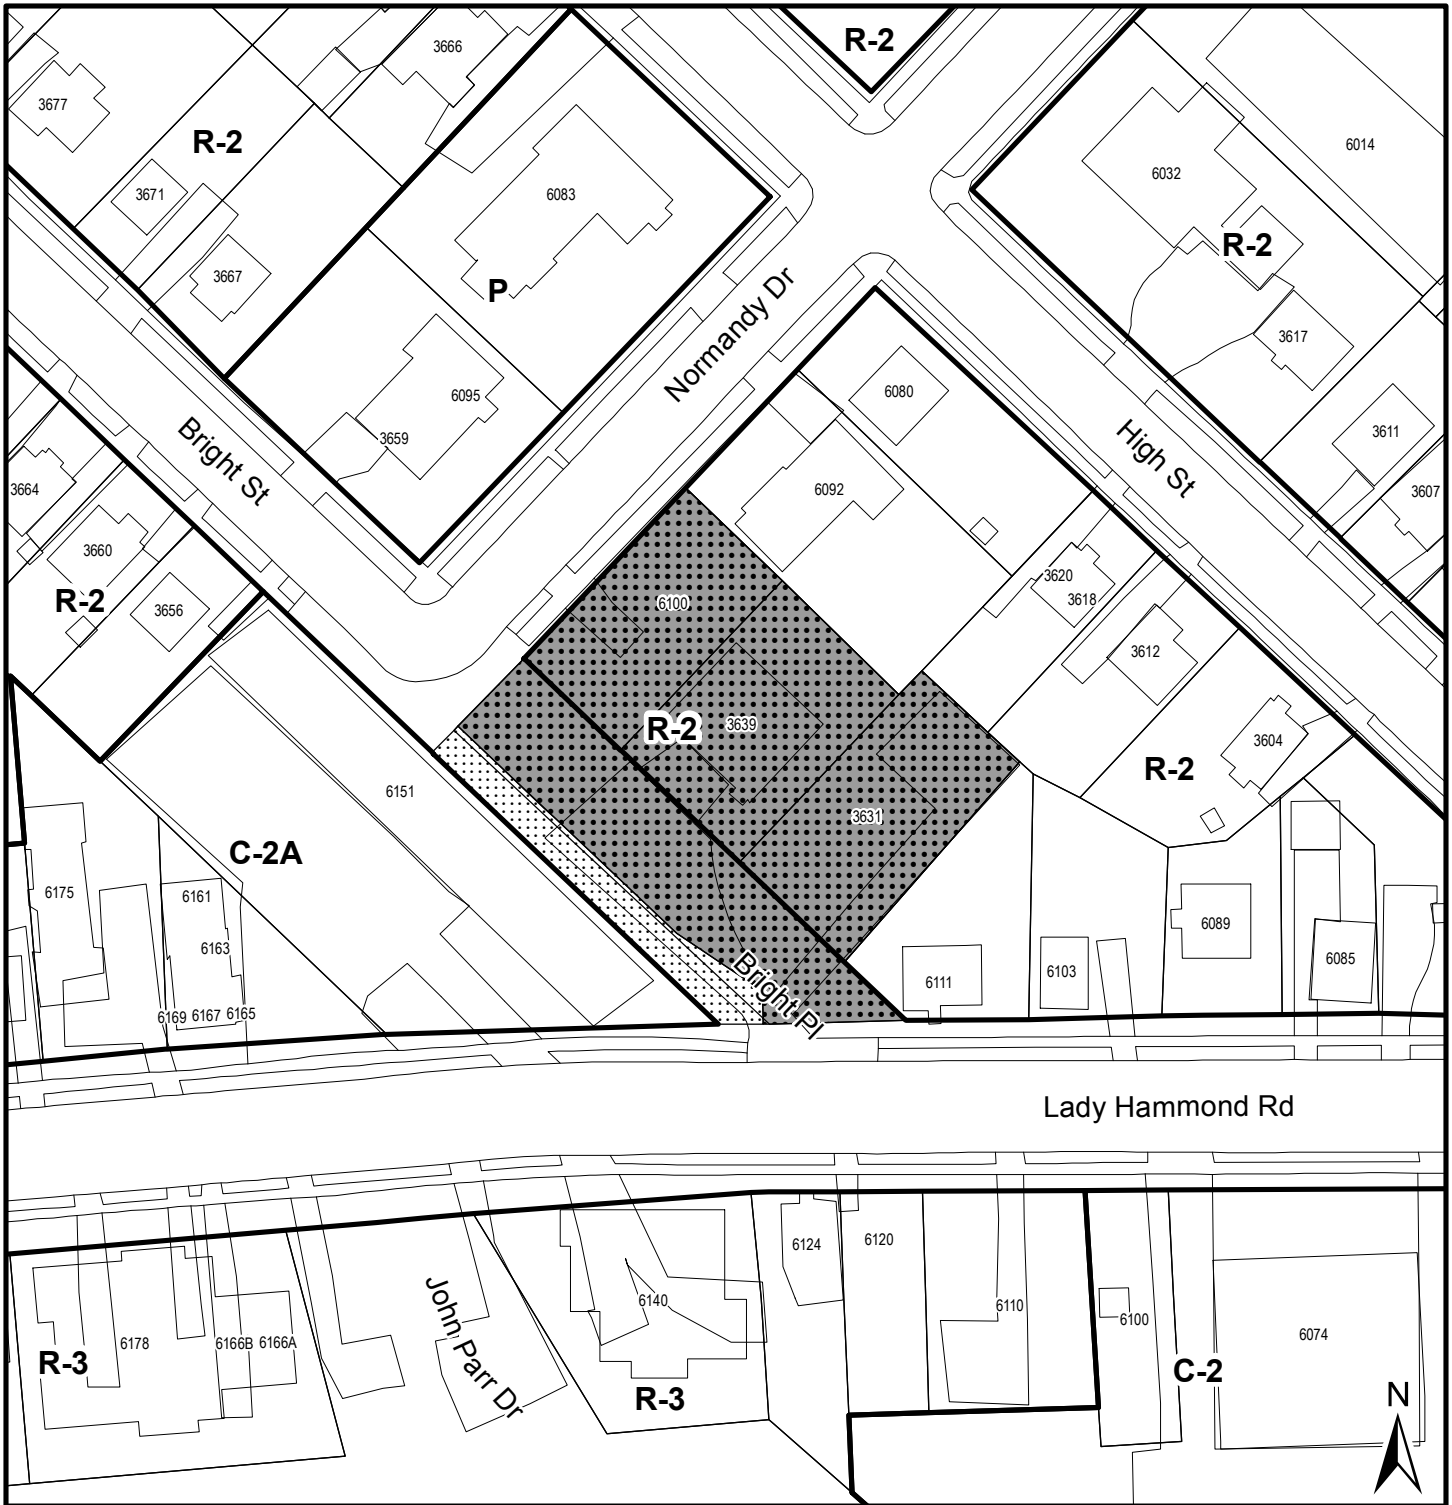 R-2
3666
3677
R-2
6014
6032
3671
6083
R-2
3667
P
Normandy Dr
3617
6095
6080
3659
3611
Bright St
High St
3664
6092
3607
3660
3620
R-2
3656
6100
3618
3612
R-2
3639
3604
R-2
6151
3631
C-2A
6175
6161
6089
6163
6085
6103
6111
Bright Pl
6169
6167
6165
Lady Hammond Rd
6124
6120
6140
6110
John Parr Dr
6100
6074
6178
6166B
6166A
R-3
R-3
C-2
N